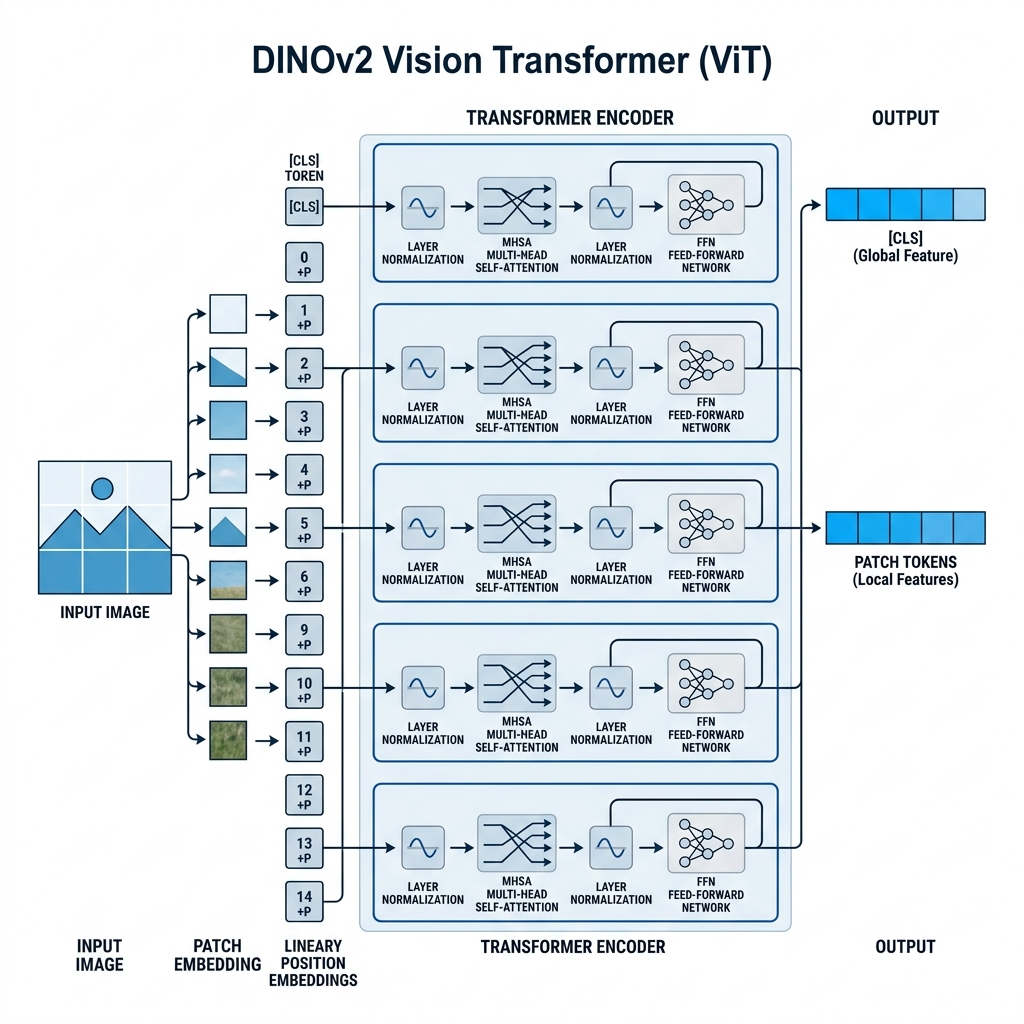 DINOv2 Vision Transformer (ViT)
TRANSFORMER ENCODER
OUTPUT
[CLS]
TOREN
[CLS]
0
+P
1
+P
2
+P
3
+P
4
+P
5
+P
6
+P
9
+P
10
+P
11
+P
12
+P
13
+P
14
+P
INPUT IMAGE
LAYER
NORMALIZATION
MHSA
MULTI-HEAD
SELF-ATTENTION
LAYER
NORMALIZATION
FFN
FEED-FORWARD
NETWORK
LAYER
NORMALIZATION
MHSA
MULTI-HEAD
SELF-ATTENTION
LAYER
NORMALIZATION
FFN
FEED-FORWARD
NETWORK
LAYER
NORMALIZATION
MHSA
MULTI-HEAD
SELF-ATTENTION
LAYER
NORMALIZATION
FFN
FEED-FORWARD
NETWORK
LAYER
NORMALIZATION
MHSA
MULTI-HEAD
SELF-ATTENTION
LAYER
NORMALIZATION
FFN
FEED-FORWARD
NETWORK
LAYER
NORMALIZATION
MHSA
MULTI-HEAD
SELF-ATTENTION
LAYER
NORMALIZATION
FFN
FEED-FORWARD
NETWORK
[CLS]
(Global Feature)
PATCH TOKENS
(Local Features)
INPUT
IMAGE
PATCH
EMBEDDING
LINEARY
POSITION
EMBEDDINGS
TRANSFORMER ENCODER
OUTPUT